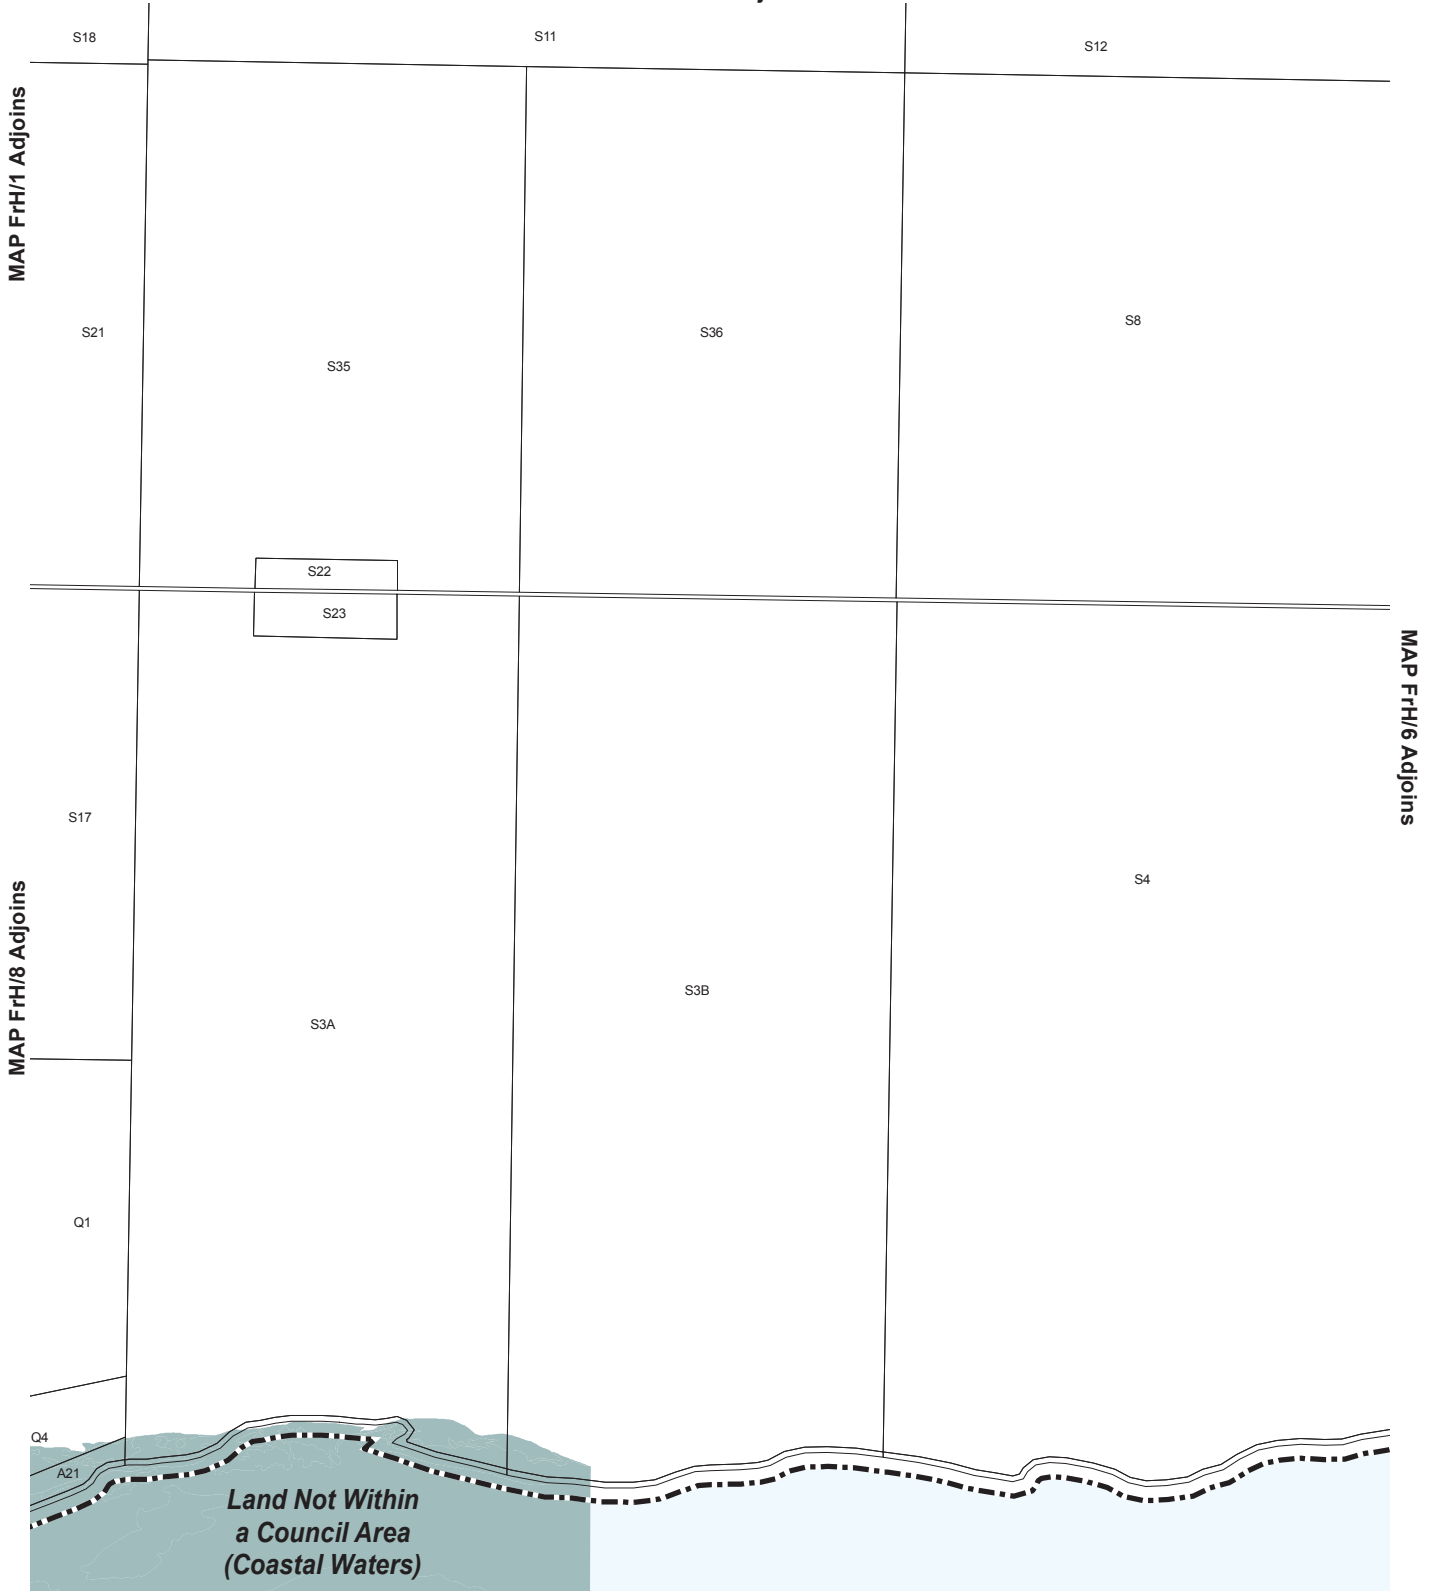 S18
S11
S12
MAP FrH/1 Adjoins
S21
S35
S36
S8
S22
S23
MAP FrH/6 Adjoins
S17
S4
MAP FrH/8 Adjoins
S3B
S3A
Q1
Q4
A21
Land Not Within
a Council Area
(Coastal Waters)